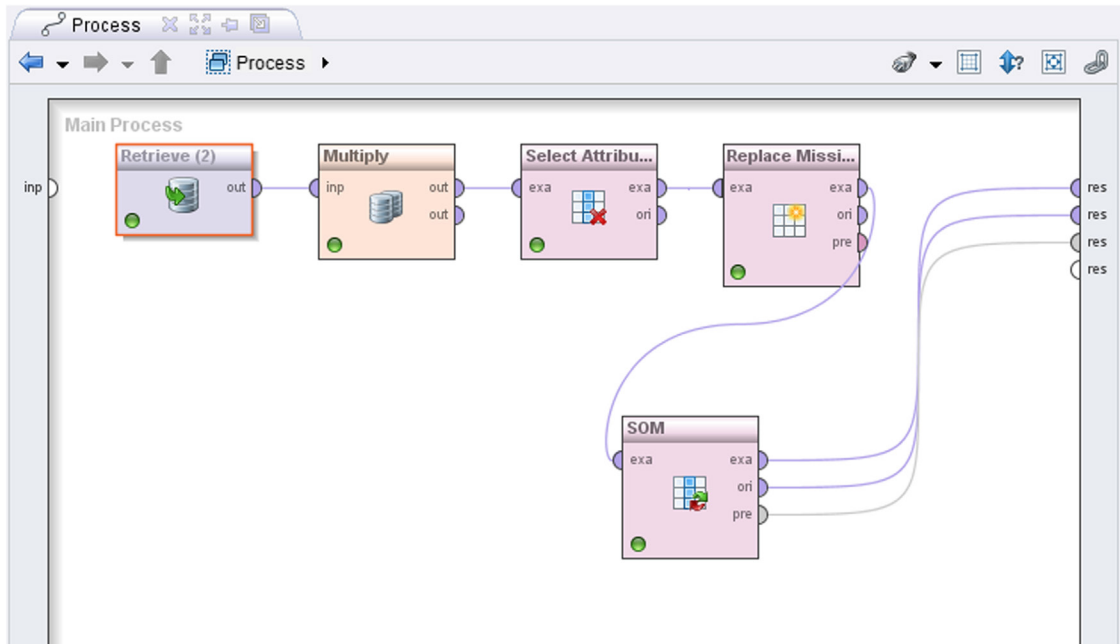 Process
Process
Main Process
Retrieve (2)
Multiply
Select Attribu...
Replace Missi...
inp
out
inp
out
exa
exa
exa
exa
res
out
ori
ori
res
pre
res
res
SOM
exa
exa
ori
pre
?